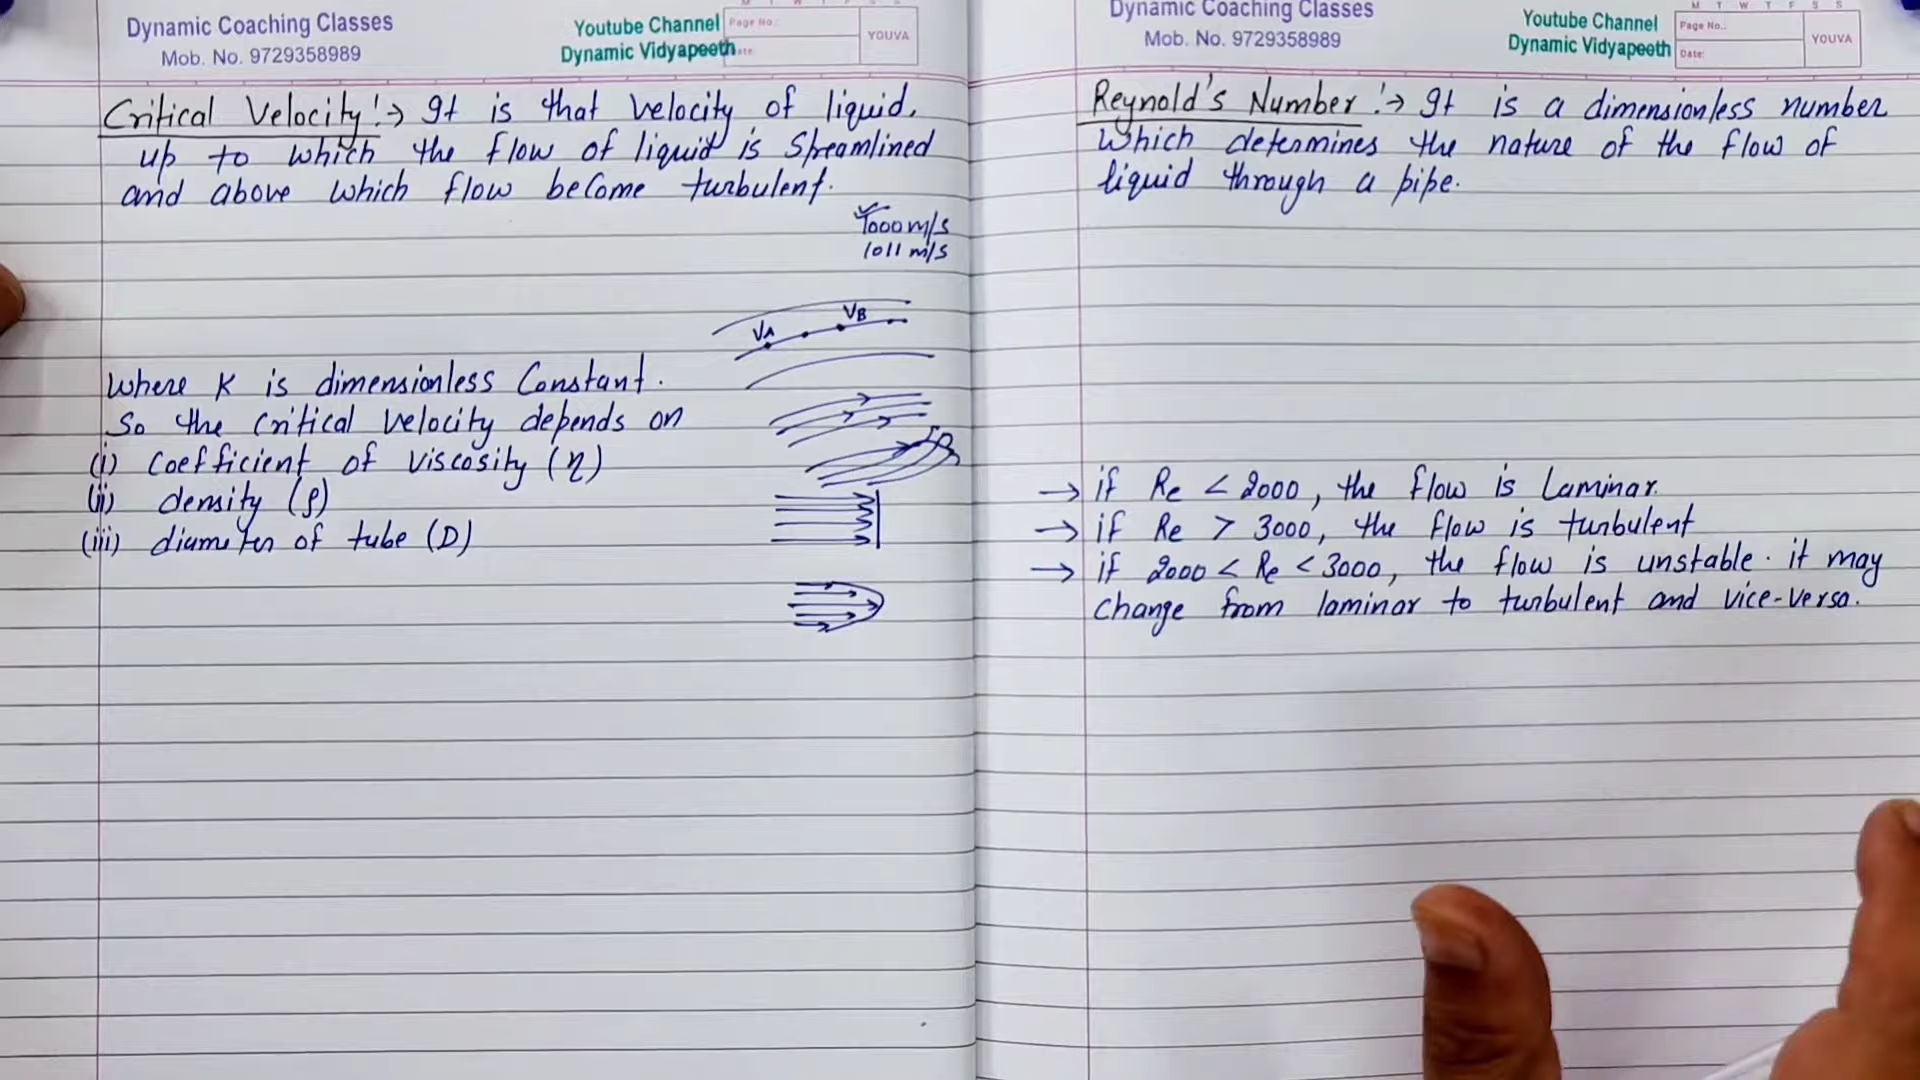 Dynamic Coaching Classes
Mob. No. 9729358989
Youtube Channel
Dynamic Vidyapeeth
Page No.:
Date:
YOUVA
Critical Velocity :→ It is that velocity of liquid.
up to which the flow of liquid is Streamlined
and above which flow become turbulent.
1000 m/s
1011 m/s
VA
VB
Where K is dimensionless Constant.
So the critical velocity depends on
(i) Coefficient of viscosity (η)
(ii) density (ρ)
(iii) diameter of tube (D)
Dynamic Coaching Classes
Mob. No. 9729358989
Youtube Channel
Dynamic Vidyapeeth
M T W T F S S
Page No.:
Date:
YOUVA
Reynold's Number :→ It is a dimensionless number
Which determines the nature of the flow of
liquid through a pipe.
→ if Re < 2000, the flow is Laminar.
→ if Re > 3000, the flow is turbulent
→ if 2000 < Re < 3000, the flow is unstable. it may
change from laminar to turbulent and vice-versa.